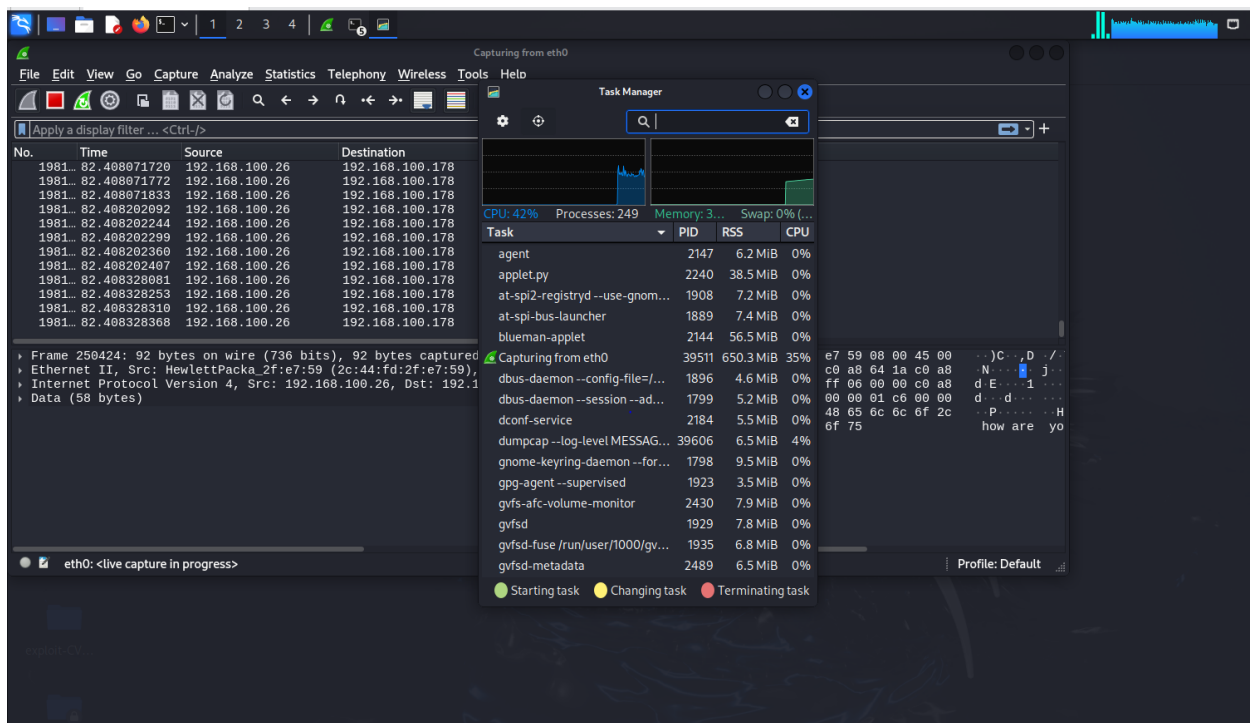 1 2 3 4
5
Capturing from eth0
File Edit View Go Capture Analyze Statistics Telephony Wireless Tools Help
Apply a display filter … <Ctrl-/>
No. Time Source Destination
1981… 82.408071720 192.168.100.26 192.168.100.178
1981… 82.408071772 192.168.100.26 192.168.100.178
1981… 82.408071833 192.168.100.26 192.168.100.178
1981… 82.408202092 192.168.100.26 192.168.100.178
1981… 82.408202244 192.168.100.26 192.168.100.178
1981… 82.408202299 192.168.100.26 192.168.100.178
1981… 82.408202360 192.168.100.26 192.168.100.178
1981… 82.408202407 192.168.100.26 192.168.100.178
1981… 82.408328081 192.168.100.26 192.168.100.178
1981… 82.408328253 192.168.100.26 192.168.100.178
1981… 82.408328310 192.168.100.26 192.168.100.178
1981… 82.408328368 192.168.100.26 192.168.100.178
Frame 250424: 92 bytes on wire (736 bits), 92 bytes captured
Ethernet II, Src: HewlettPacka_2f:e7:59 (2c:44:fd:2f:e7:59),
Internet Protocol Version 4, Src: 192.168.100.26, Dst: 192.1
Data (58 bytes)
e7 59 08 00 45 00 ··)C··,D ·/·
c0 a8 64 1a c0 a8 ·N······ j··
ff 06 00 00 c0 a8 d·E····1 ···
00 00 01 c6 00 00 d···d··· ···
48 65 6c 6c 6f 2c ··P····· ··H
6f 75 how are yo
eth0: <live capture in progress>
Profile: Default
Task Manager
CPU: 42% Processes: 249 Memory: 3… Swap: 0% (…
Task PID RSS CPU
agent 2147 6.2 MiB 0%
applet.py 2240 38.5 MiB 0%
at-spi2-registryd --use-gnom… 1908 7.2 MiB 0%
at-spi-bus-launcher 1889 7.4 MiB 0%
blueman-applet 2144 56.5 MiB 0%
Capturing from eth0 39511 650.3 MiB 35%
dbus-daemon --config-file=/… 1896 4.6 MiB 0%
dbus-daemon --session --ad… 1799 5.2 MiB 0%
dconf-service 2184 5.5 MiB 0%
dumpcap --log-level MESSAG… 39606 6.5 MiB 4%
gnome-keyring-daemon --for… 1798 9.5 MiB 0%
gpg-agent --supervised 1923 3.5 MiB 0%
gvfs-afc-volume-monitor 2430 7.9 MiB 0%
gvfsd 1929 7.8 MiB 0%
gvfsd-fuse /run/user/1000/gv… 1935 6.8 MiB 0%
gvfsd-metadata 2489 6.5 MiB 0%
Starting task Changing task Terminating task
exploit-CV…